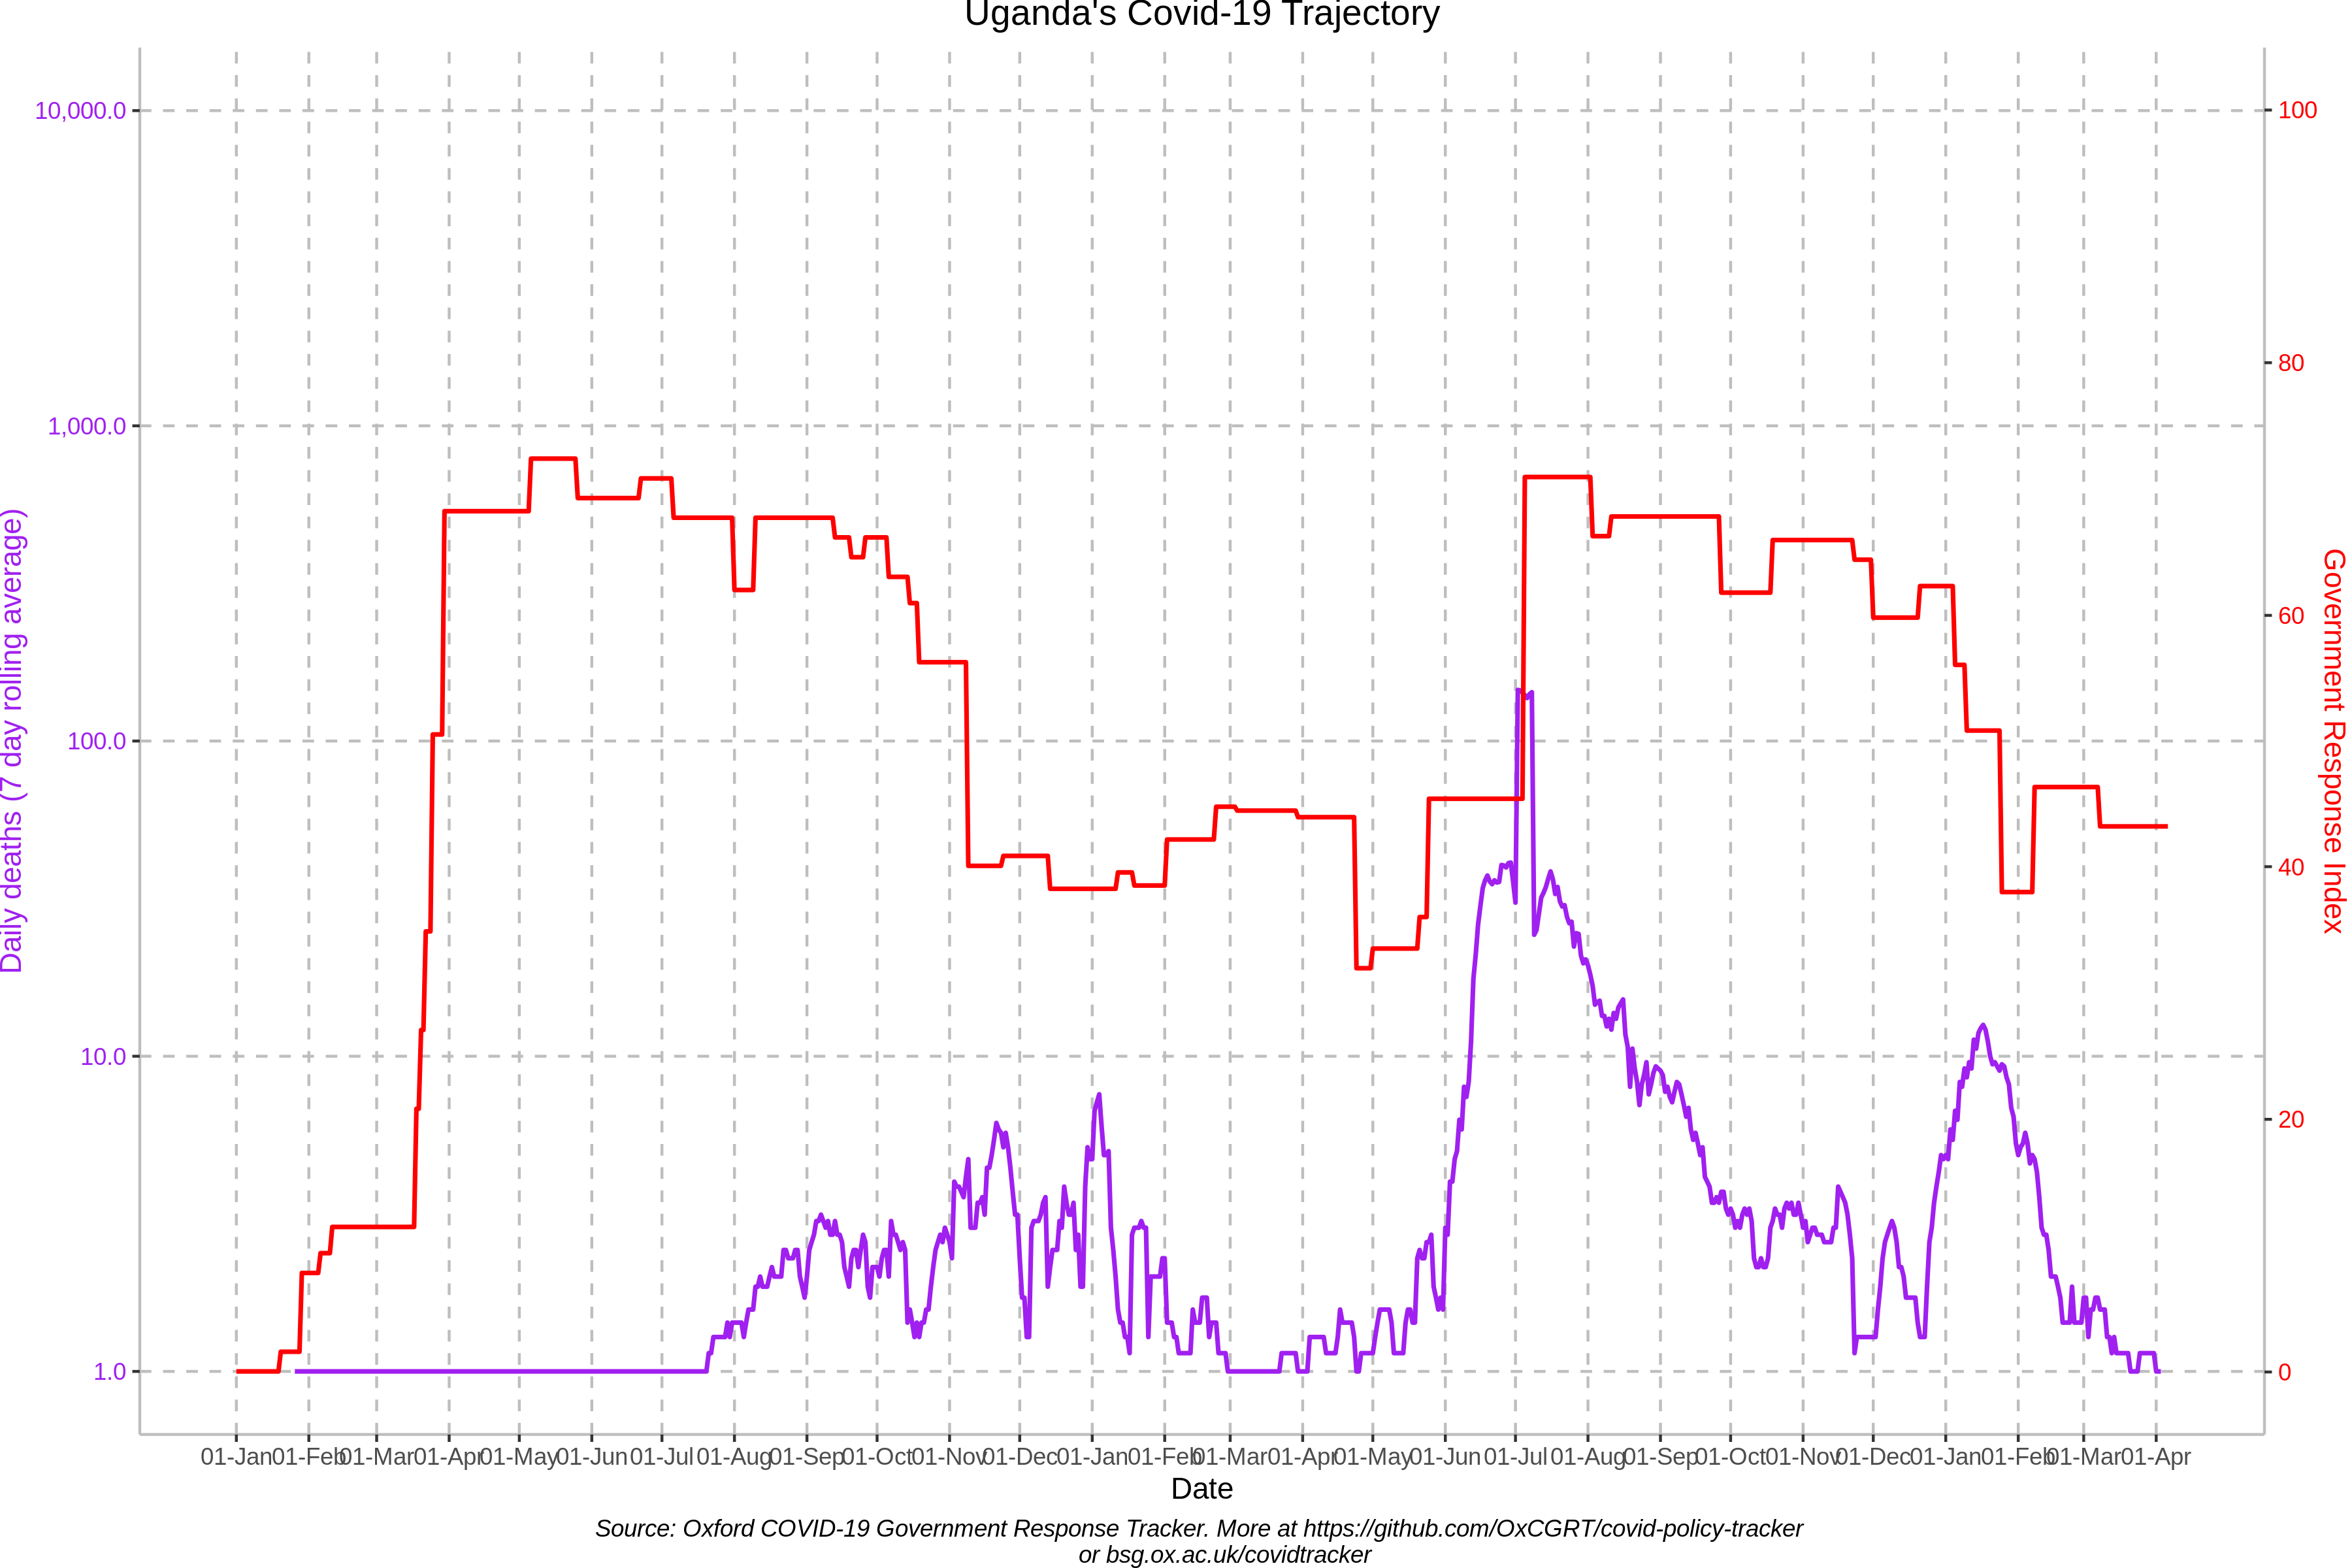 Uganda's Covid-19 Trajectory
10,000.0
1,000.0
100.0
10.0
1.0
Daily deaths (7 day rolling average)
100
80
60
40
20
0
Government Response Index
01-Jan 01-Feb 01-Mar 01-Apr 01-May 01-Jun 01-Jul 01-Aug 01-Sep 01-Oct 01-Nov 01-Dec 01-Jan 01-Feb 01-Mar 01-Apr 01-May 01-Jun 01-Jul 01-Aug 01-Sep 01-Oct 01-Nov 01-Dec 01-Jan 01-Feb 01-Mar 01-Apr
Date
Source: Oxford COVID-19 Government Response Tracker. More at https://github.com/OxCGRT/covid-policy-tracker
or bsg.ox.ac.uk/covidtracker